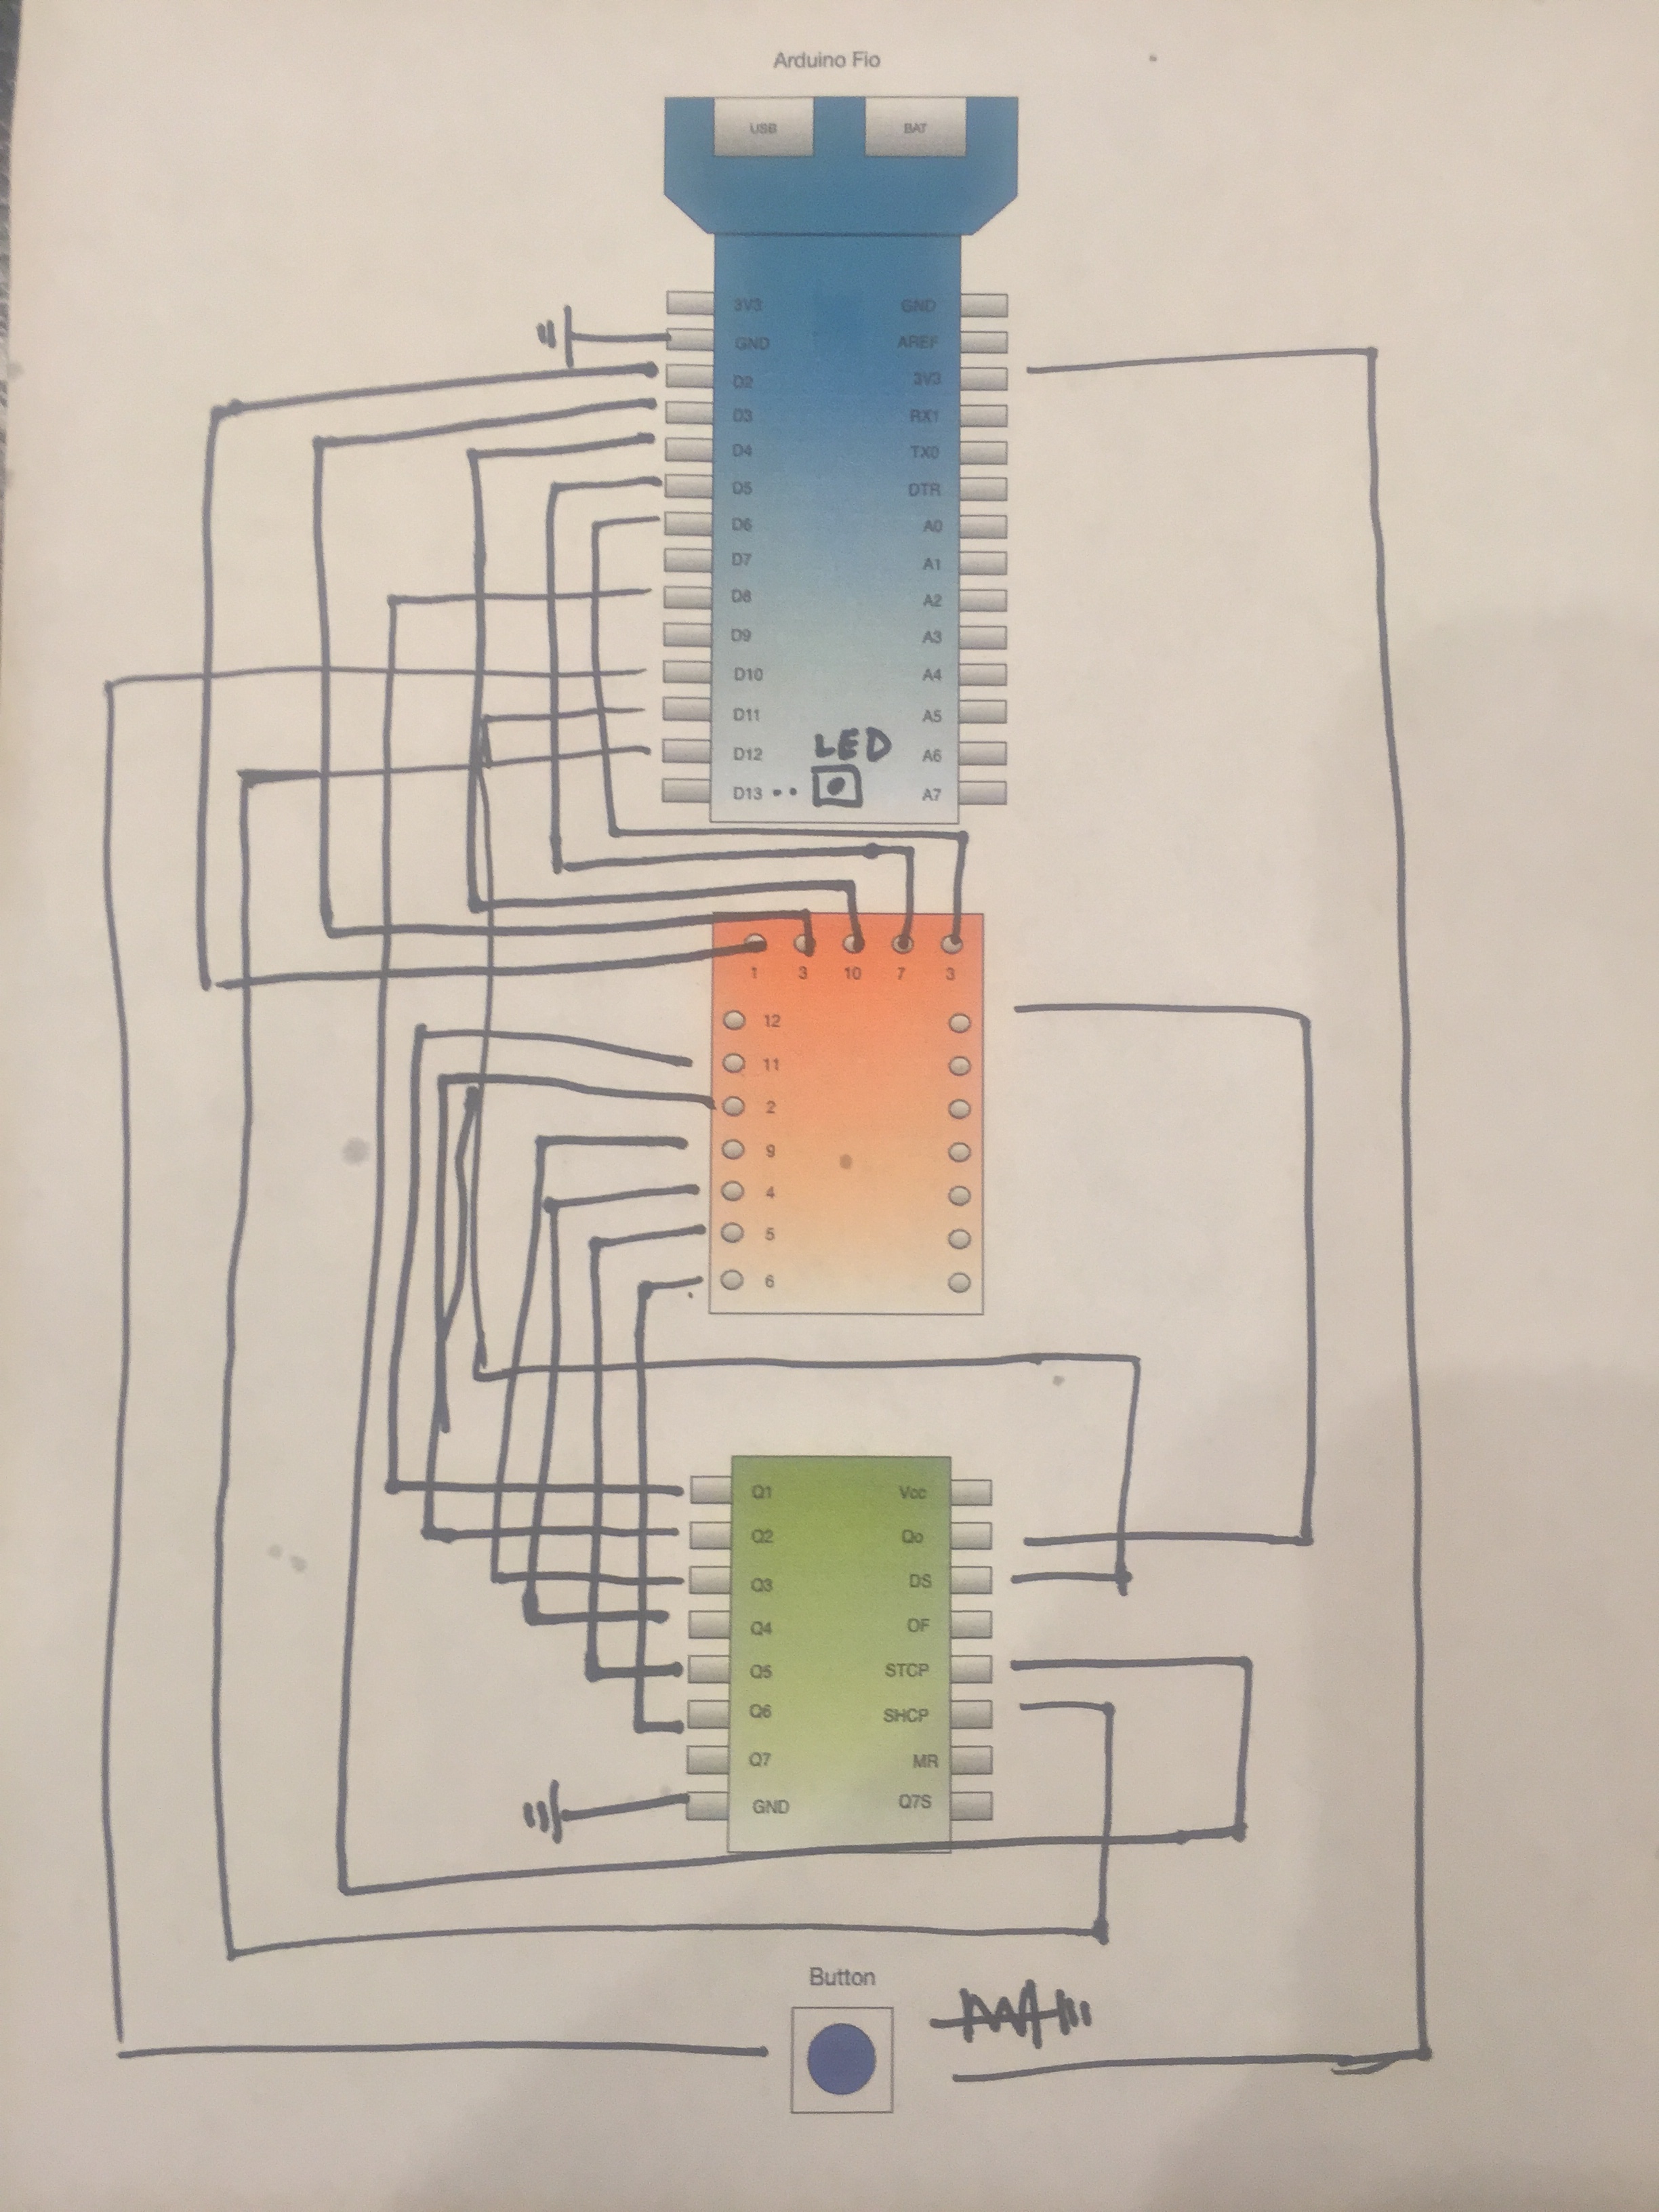 Arduino Fio
USB BAT
3V3 GND
GND AREF
D2 3V3
D3 RX1
D4 TX0
D5 DTR
D6 A0
D7 A1
D8 A2
D9 A3
D10 A4
D11 A5
LED
D12 A6
D13 A7
1 3 10 7 3
12
11
2
9
4
5
6
Q1 Vcc
Q2 Qo
Q3 DS
Q4 OF
Q5 STCP
Q6 SHCP
Q7 MR
GND Q7S
Button